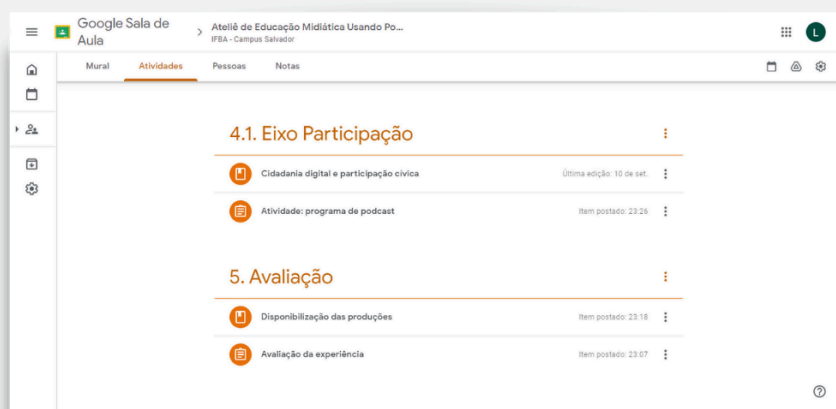 Google Sala de
Aula
Ateliê de Educação Midiática Usando Po...
IFBA - Campus Salvador
L
Mural Atividades Pessoas Notas
4.1. Eixo Participação
Cidadania digital e participação cívica Última edição: 10 de set.
Atividade: programa de podcast Item postado: 23:26
5. Avaliação
Disponibilização das produções Item postado: 23:18
Avaliação da experiência Item postado: 23:07